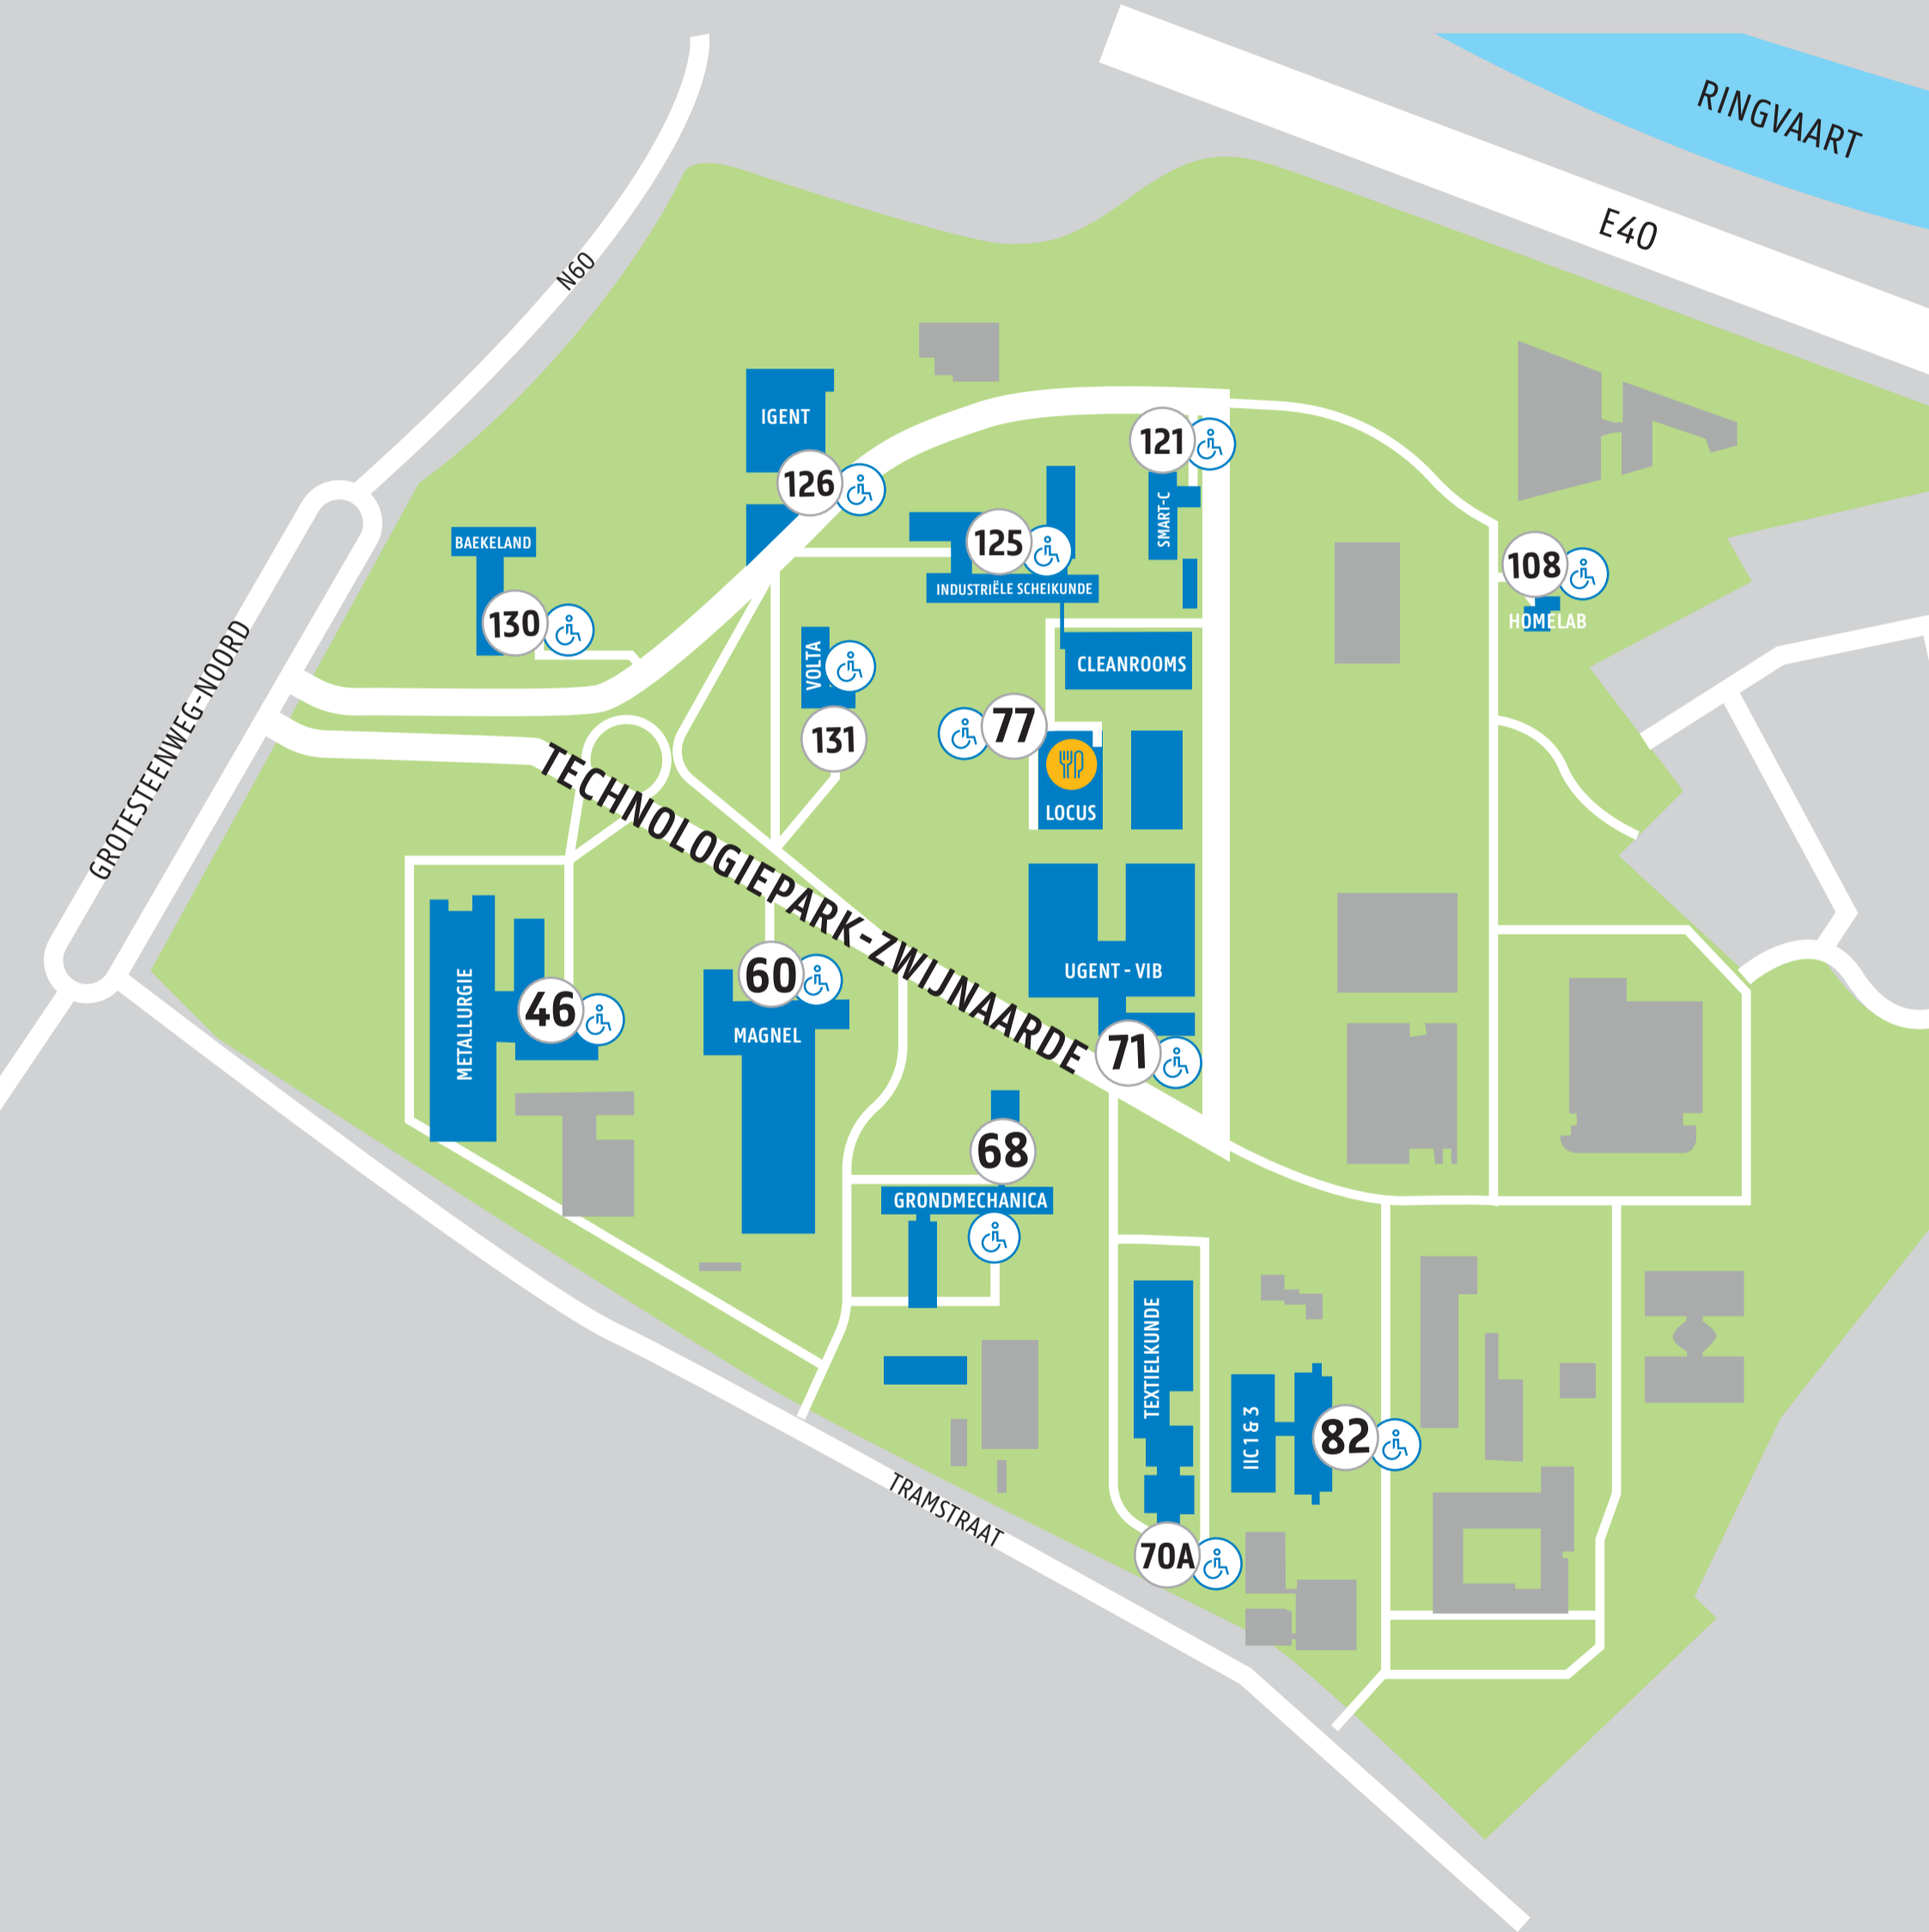 RINGVAART
E40
N60
IGENT
126
121
SMART-C
BAEKELAND
125
INDUSTRIËLE SCHEIKUNDE
108
HOMELAB
130
GROTESTEENWEG-NOORD
VOLTA
CLEANROOMS
77
131
LOCUS
TECHNOLOGIEPARK-ZWIJNAARDE
METALLURGIE
46
60
MAGNEL
UGENT - VIB
71
68
GRONDMECHANICA
TEXTIELKUNDE
IIC 1 & 3
82
TRAMSTRAAT
70A